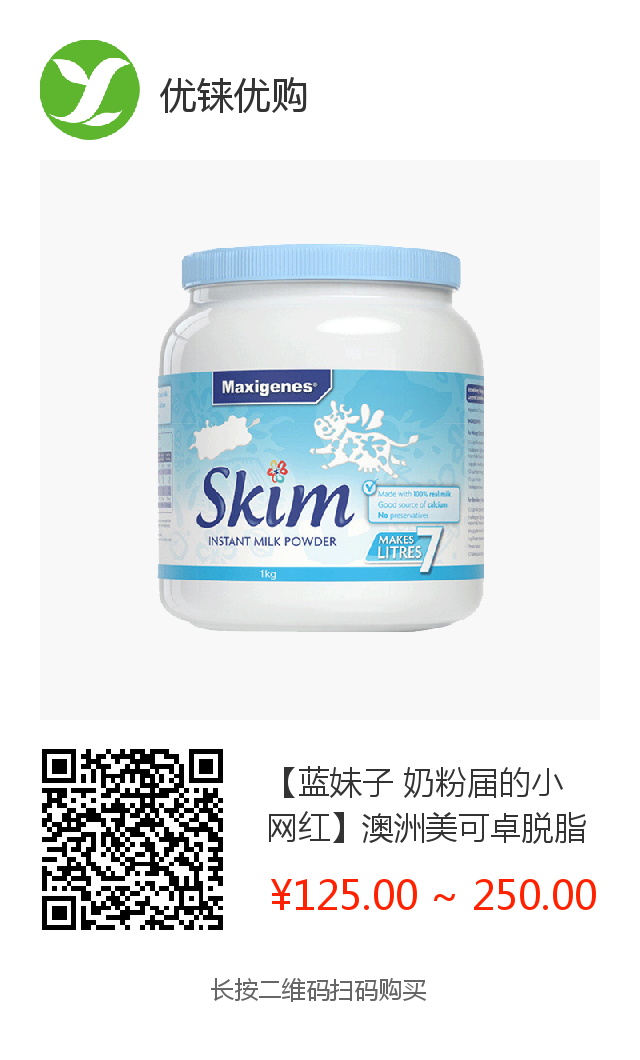 优铼优购
Maxigenes®
Skim
INSTANT MILK POWDER
1kg
Made with 100% real milk
Good source of calcium
No preservatives
MAKES
LITRES 7
【蓝妹子 奶粉届的小
网红】澳洲美可卓脱脂
¥125.00 ~ 250.00
长按二维码扫码购买